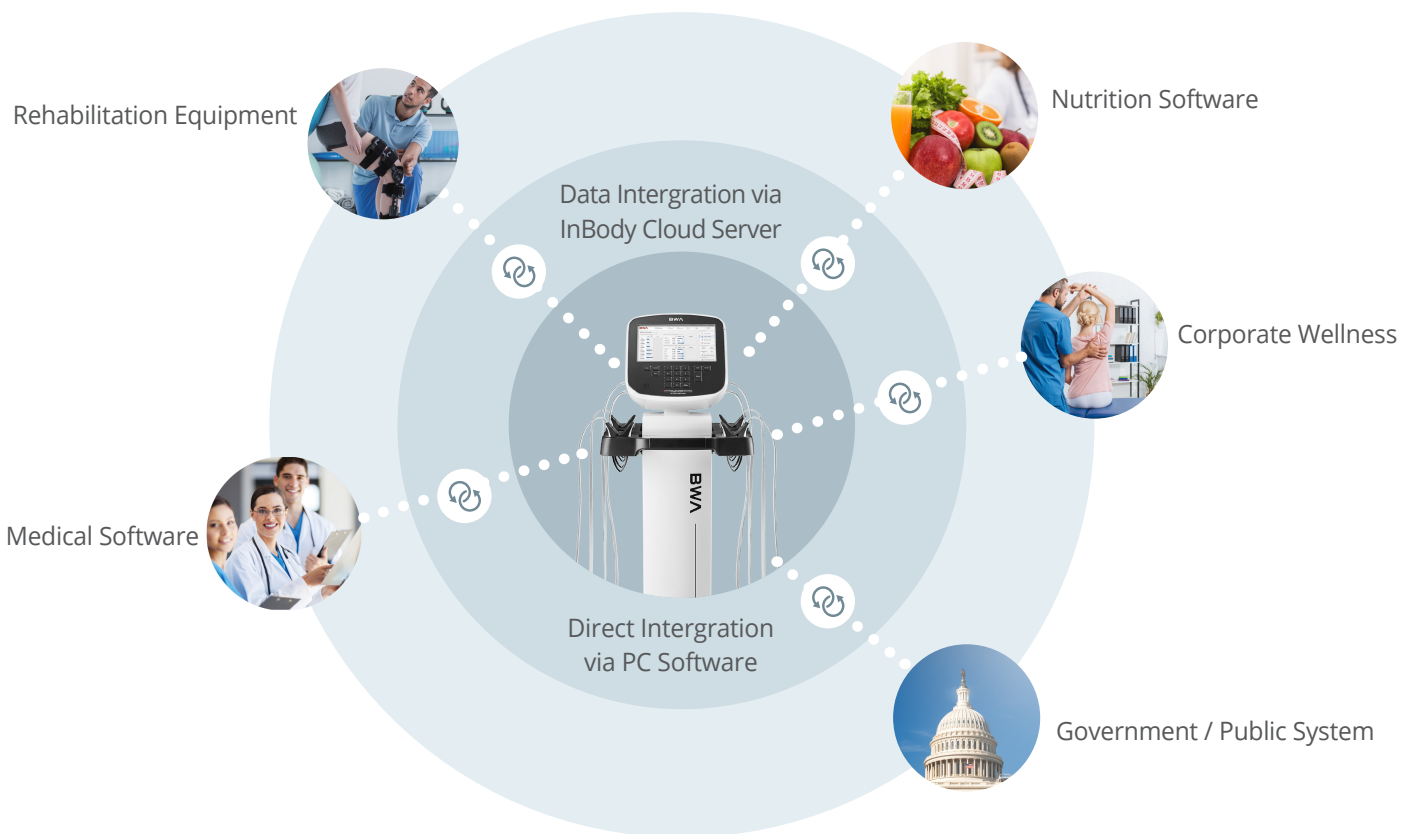 Rehabilitation Equipment
Nutrition Software
Data Intergration via
InBody Cloud Server
BWA
Corporate Wellness
BWA
Medical Software
Direct Intergration
via PC Software
Government / Public System